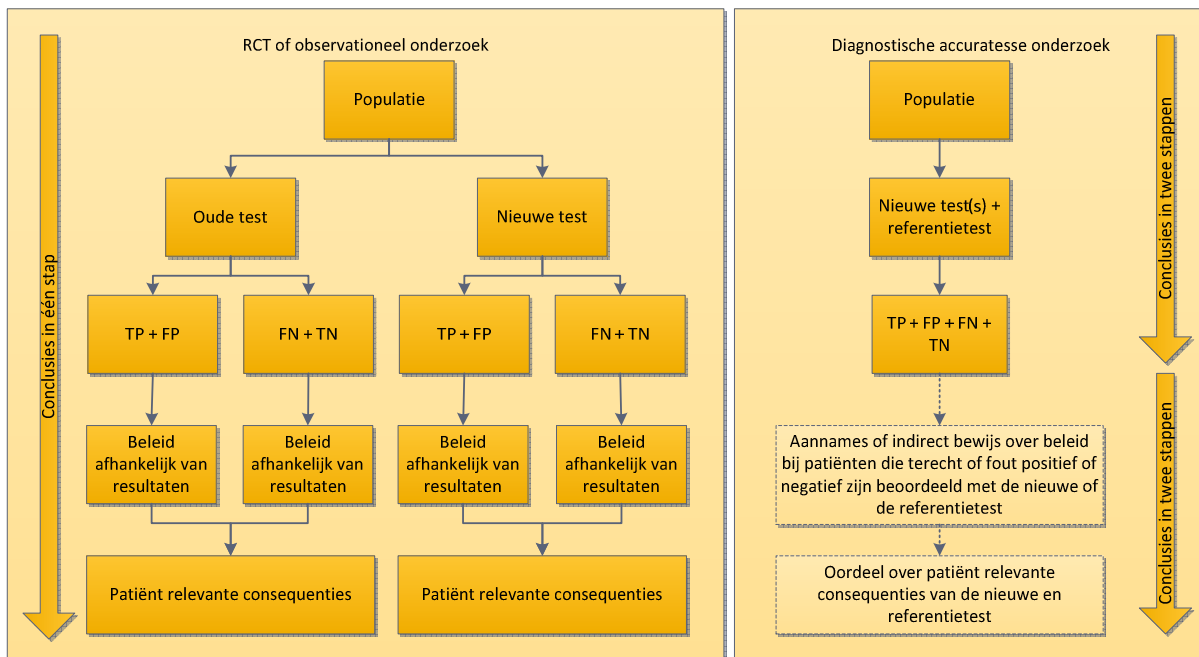 RCT of observationeel onderzoek
Populatie
Oude test
Nieuwe test
TP + FP
FN + TN
TP + FP
FN + TN
Beleid
afhankelijk van
resultaten
Beleid
afhankelijk van
resultaten
Beleid
afhankelijk van
resultaten
Beleid
afhankelijk van
resultaten
Patiënt relevante consequenties
Patiënt relevante consequenties
Conclusies in één stap
Diagnostische accuratesse onderzoek
Populatie
Nieuwe test(s) +
referentietest
TP + FP + FN +
TN
Aannames of indirect bewijs over beleid
bij patiënten die terecht of fout positief of
negatief zijn beoordeeld met de nieuwe of
de referentietest
Oordeel over patiënt relevante
consequenties van de nieuwe en
referentietest
Conclusies in twee stappen
Conclusies in twee stappen